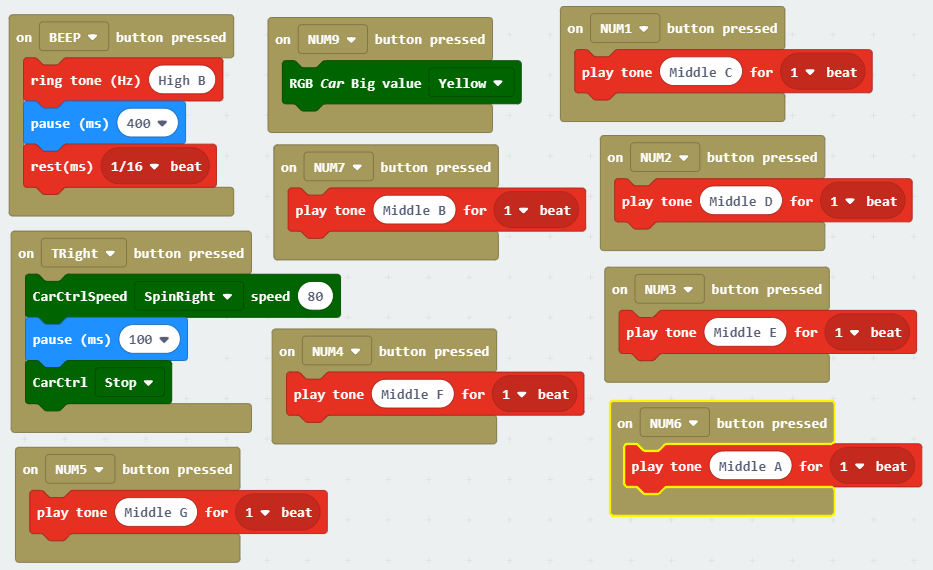 on BEEP button pressed
ring tone (Hz) High B
pause (ms) 400
rest(ms) 1/16 beat
on TRight button pressed
CarCtrlSpeed SpinRight speed 80
pause (ms) 100
CarCtrl Stop
on NUM5 button pressed
play tone Middle G for 1 beat
on NUM9 button pressed
RGB Car Big value Yellow
on NUM7 button pressed
play tone Middle B for 1 beat
on NUM4 button pressed
play tone Middle F for 1 beat
on NUM1 button pressed
play tone Middle C for 1 beat
on NUM2 button pressed
play tone Middle D for 1 beat
on NUM3 button pressed
play tone Middle E for 1 beat
on NUM6 button pressed
play tone Middle A for 1 beat